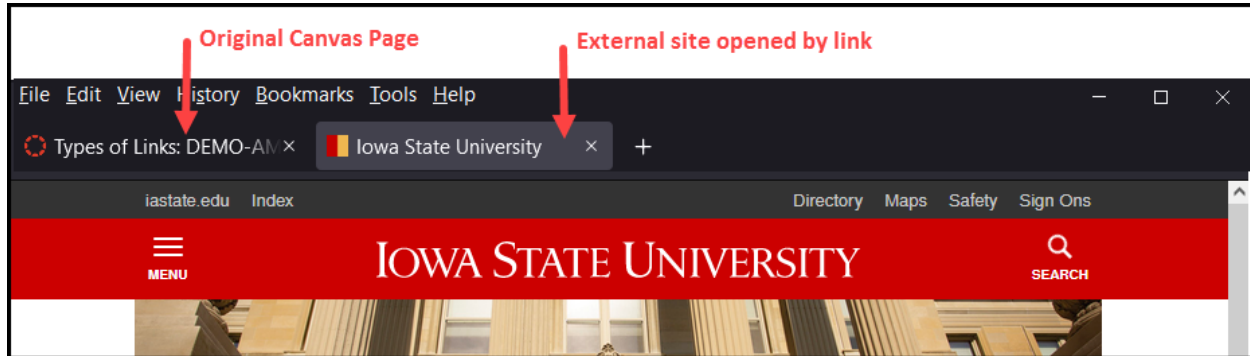 Original Canvas Page External site opened by link
File Edit View History Bookmarks Tools Help
Types of Links: DEMO-AM Iowa State University
iastate.edu Index Directory Maps Safety Sign Ons
MENU IOWA STATE UNIVERSITY SEARCH